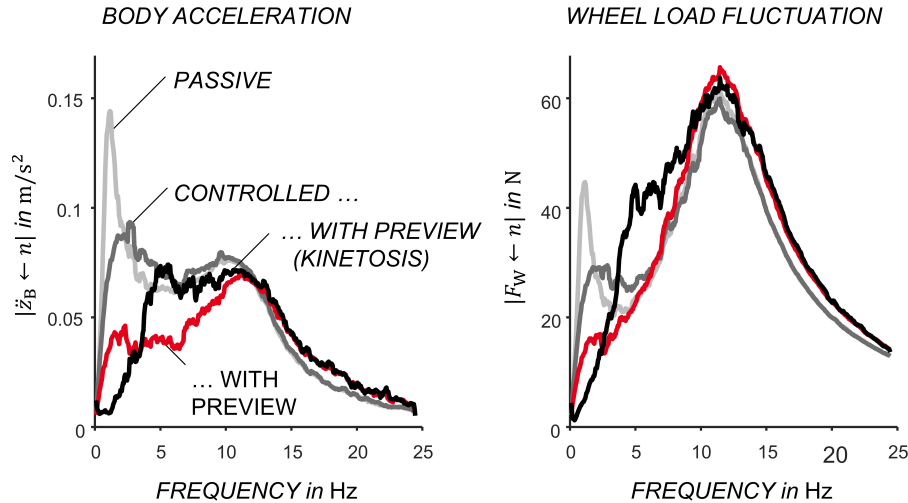 BODY ACCELERATION
0.15
0.1
0.05
0
0 5 10 15 20 25
|z̈_B ← n| in m/s²
FREQUENCY in Hz
PASSIVE
CONTROLLED ...
... WITH PREVIEW
(KINETOSIS)
... WITH
PREVIEW
WHEEL LOAD FLUCTUATION
60
40
20
0
0 5 10 15 20 25
|F_W ← n| in N
FREQUENCY in Hz